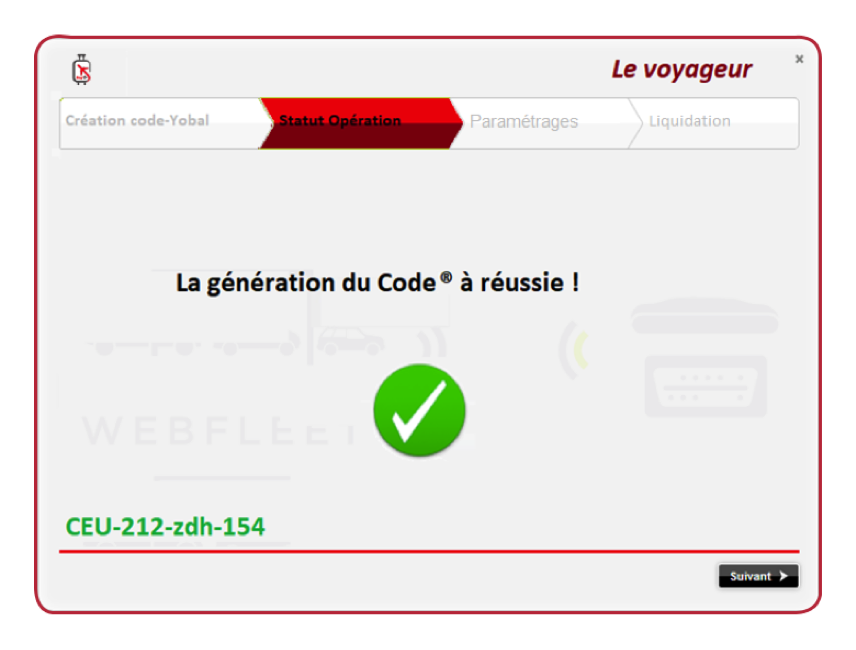 Le voyageur
x
Création code-Yobal Statut Opération Paramétrages Liquidation
La génération du Code® à réussie !
CEU-212-zdh-154
Suivant